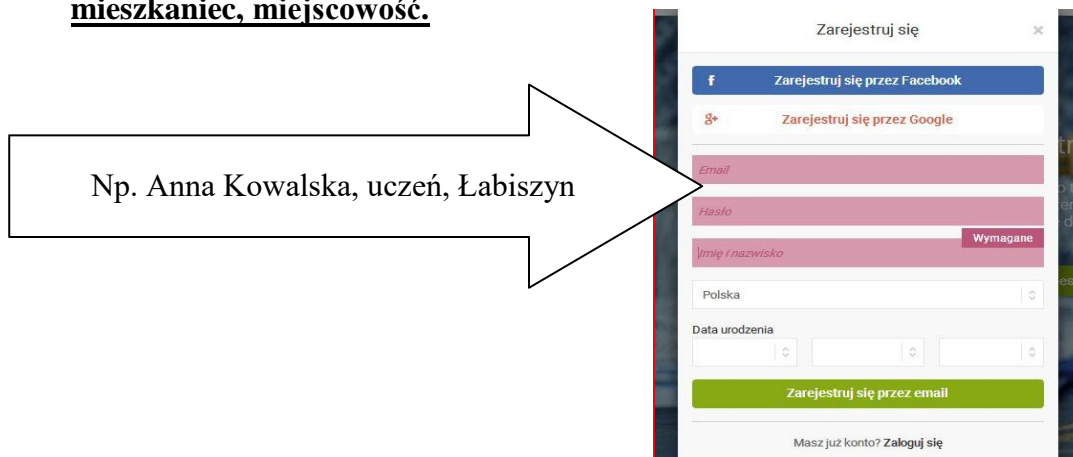 mieszkaniec, miejscowość.
Np. Anna Kowalska, uczeń, Łabiszyn
Zarejestruj się ×
f Zarejestruj się przez Facebook
g+ Zarejestruj się przez Google
Email
Hasło
Wymagane
Imię i nazwisko
Polska
Data urodzenia
Zarejestruj się przez email
Masz już konto? Zaloguj się